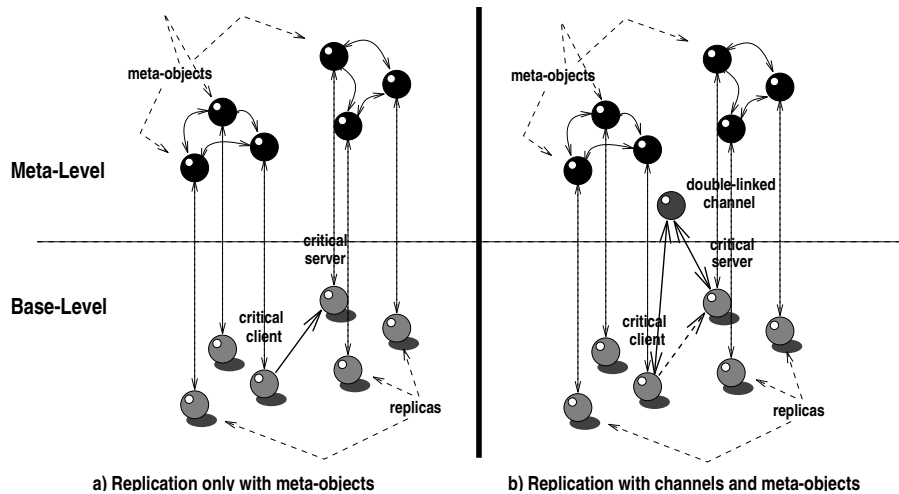 meta-objects
Meta-Level
critical
server
Base-Level
critical
client
replicas
a) Replication only with meta-objects
meta-objects
double-linked
channel
critical
server
critical
client
replicas
b) Replication with channels and meta-objects